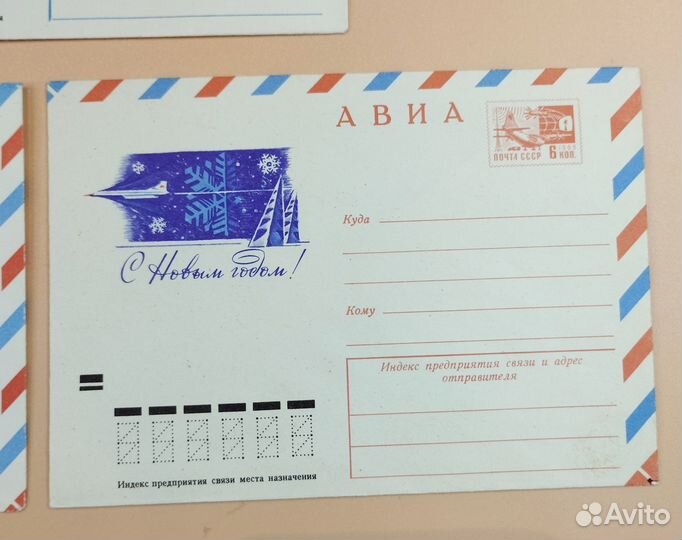 АВИА
ПОЧТА СССР 6 КОП.
С Новым годом!
Куда
Кому
Индекс предприятия связи и адрес
отправителя
Индекс предприятия связи места назначения
Avito